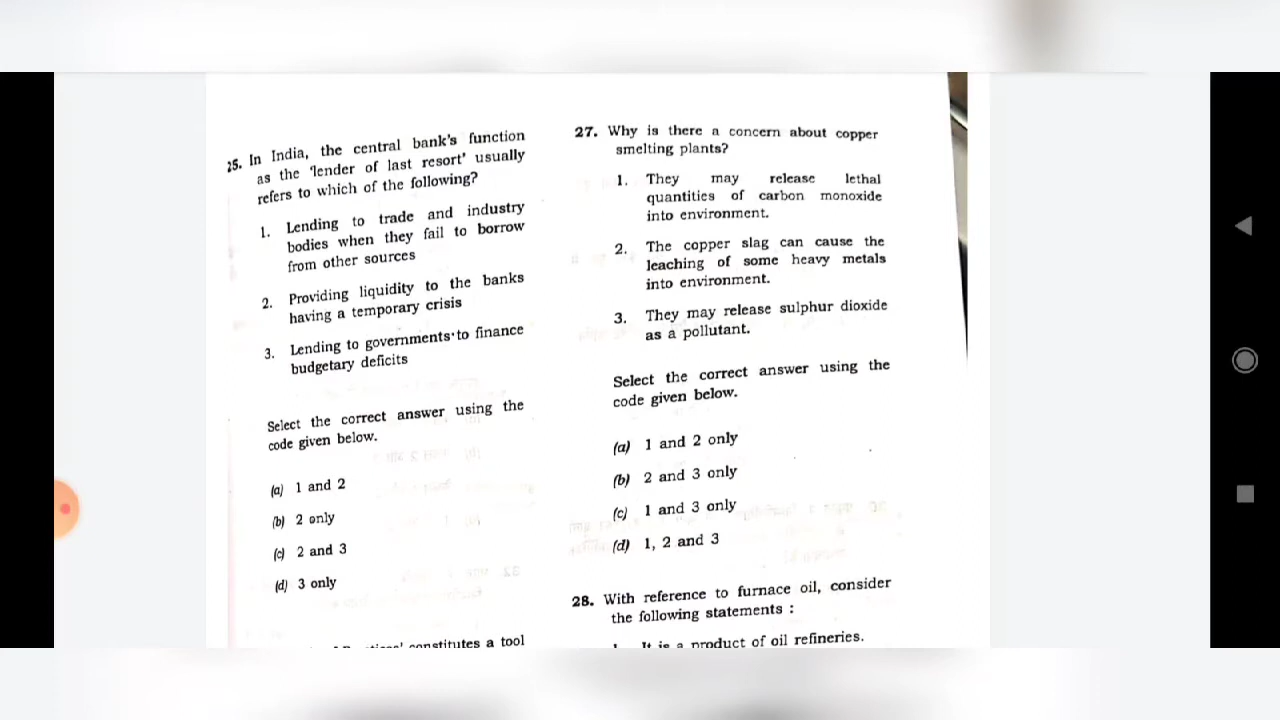 25. In India, the central bank's function
as the 'lender of last resort' usually
refers to which of the following?
1. Lending to trade and industry
bodies when they fail to borrow
from other sources
2. Providing liquidity to the banks
having a temporary crisis
3. Lending to governments to finance
budgetary deficits
Select the correct answer using the
code given below.
(a) 1 and 2
(b) 2 only
(c) 2 and 3
(d) 3 only
constitutes a tool
27. Why is there a concern about copper
smelting plants?
1. They may release lethal
quantities of carbon monoxide
into environment.
2. The copper slag can cause the
leaching of some heavy metals
into environment.
3. They may release sulphur dioxide
as a pollutant.
Select the correct answer using the
code given below.
(a) 1 and 2 only
(b) 2 and 3 only
(c) 1 and 3 only
(d) 1, 2 and 3
28. With reference to furnace oil, consider
the following statements :
1. It is a product of oil refineries.